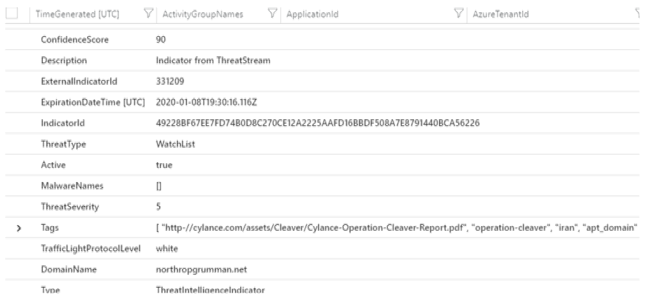 TimeGenerated [UTC] ActivityGroupNames ApplicationId AzureTenantId
ConfidenceScore 90
Description Indicator from ThreatStream
ExternalIndicatorId 331209
ExpirationDateTime [UTC] 2020-01-08T19:30:16.116Z
IndicatorId 49228BF67EE7FD74B0D8C270CE12A2225AAFD16BBDF508A7E8791440BCA56226
ThreatType WatchList
Active true
MalwareNames []
ThreatSeverity 5
Tags [ "http-//cylance.com/assets/Cleaver/Cylance-Operation-Cleaver-Report.pdf", "operation-cleaver", "iran", "apt_domain"
TrafficLightProtocolLevel white
DomainName northropgrumman.net
Type ThreatIntelligenceIndicator